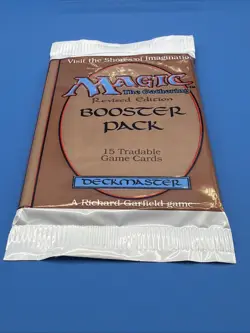 Visit the Shores of Imagination
MAGIC
The Gathering
Revised Edition
BOOSTER
PACK
15 Tradable
Game Cards
DECKMASTER
A Richard Garfield game